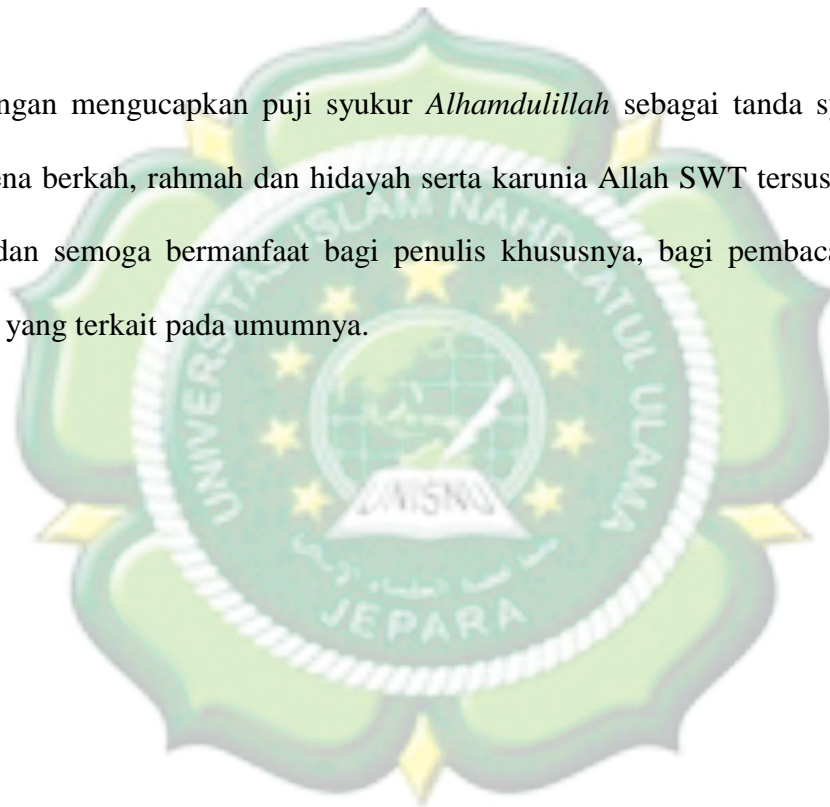 ngan mengucapkan puji syukur Alhamdulillah sebagai tanda sy
ena berkah, rahmah dan hidayah serta karunia Allah SWT tersus
dan semoga bermanfaat bagi penulis khususnya, bagi pembaca
yang terkait pada umumnya.
UNIVERSITAS ISLAM NAHDLATUL ULAMA
UNISNU
JEPARA